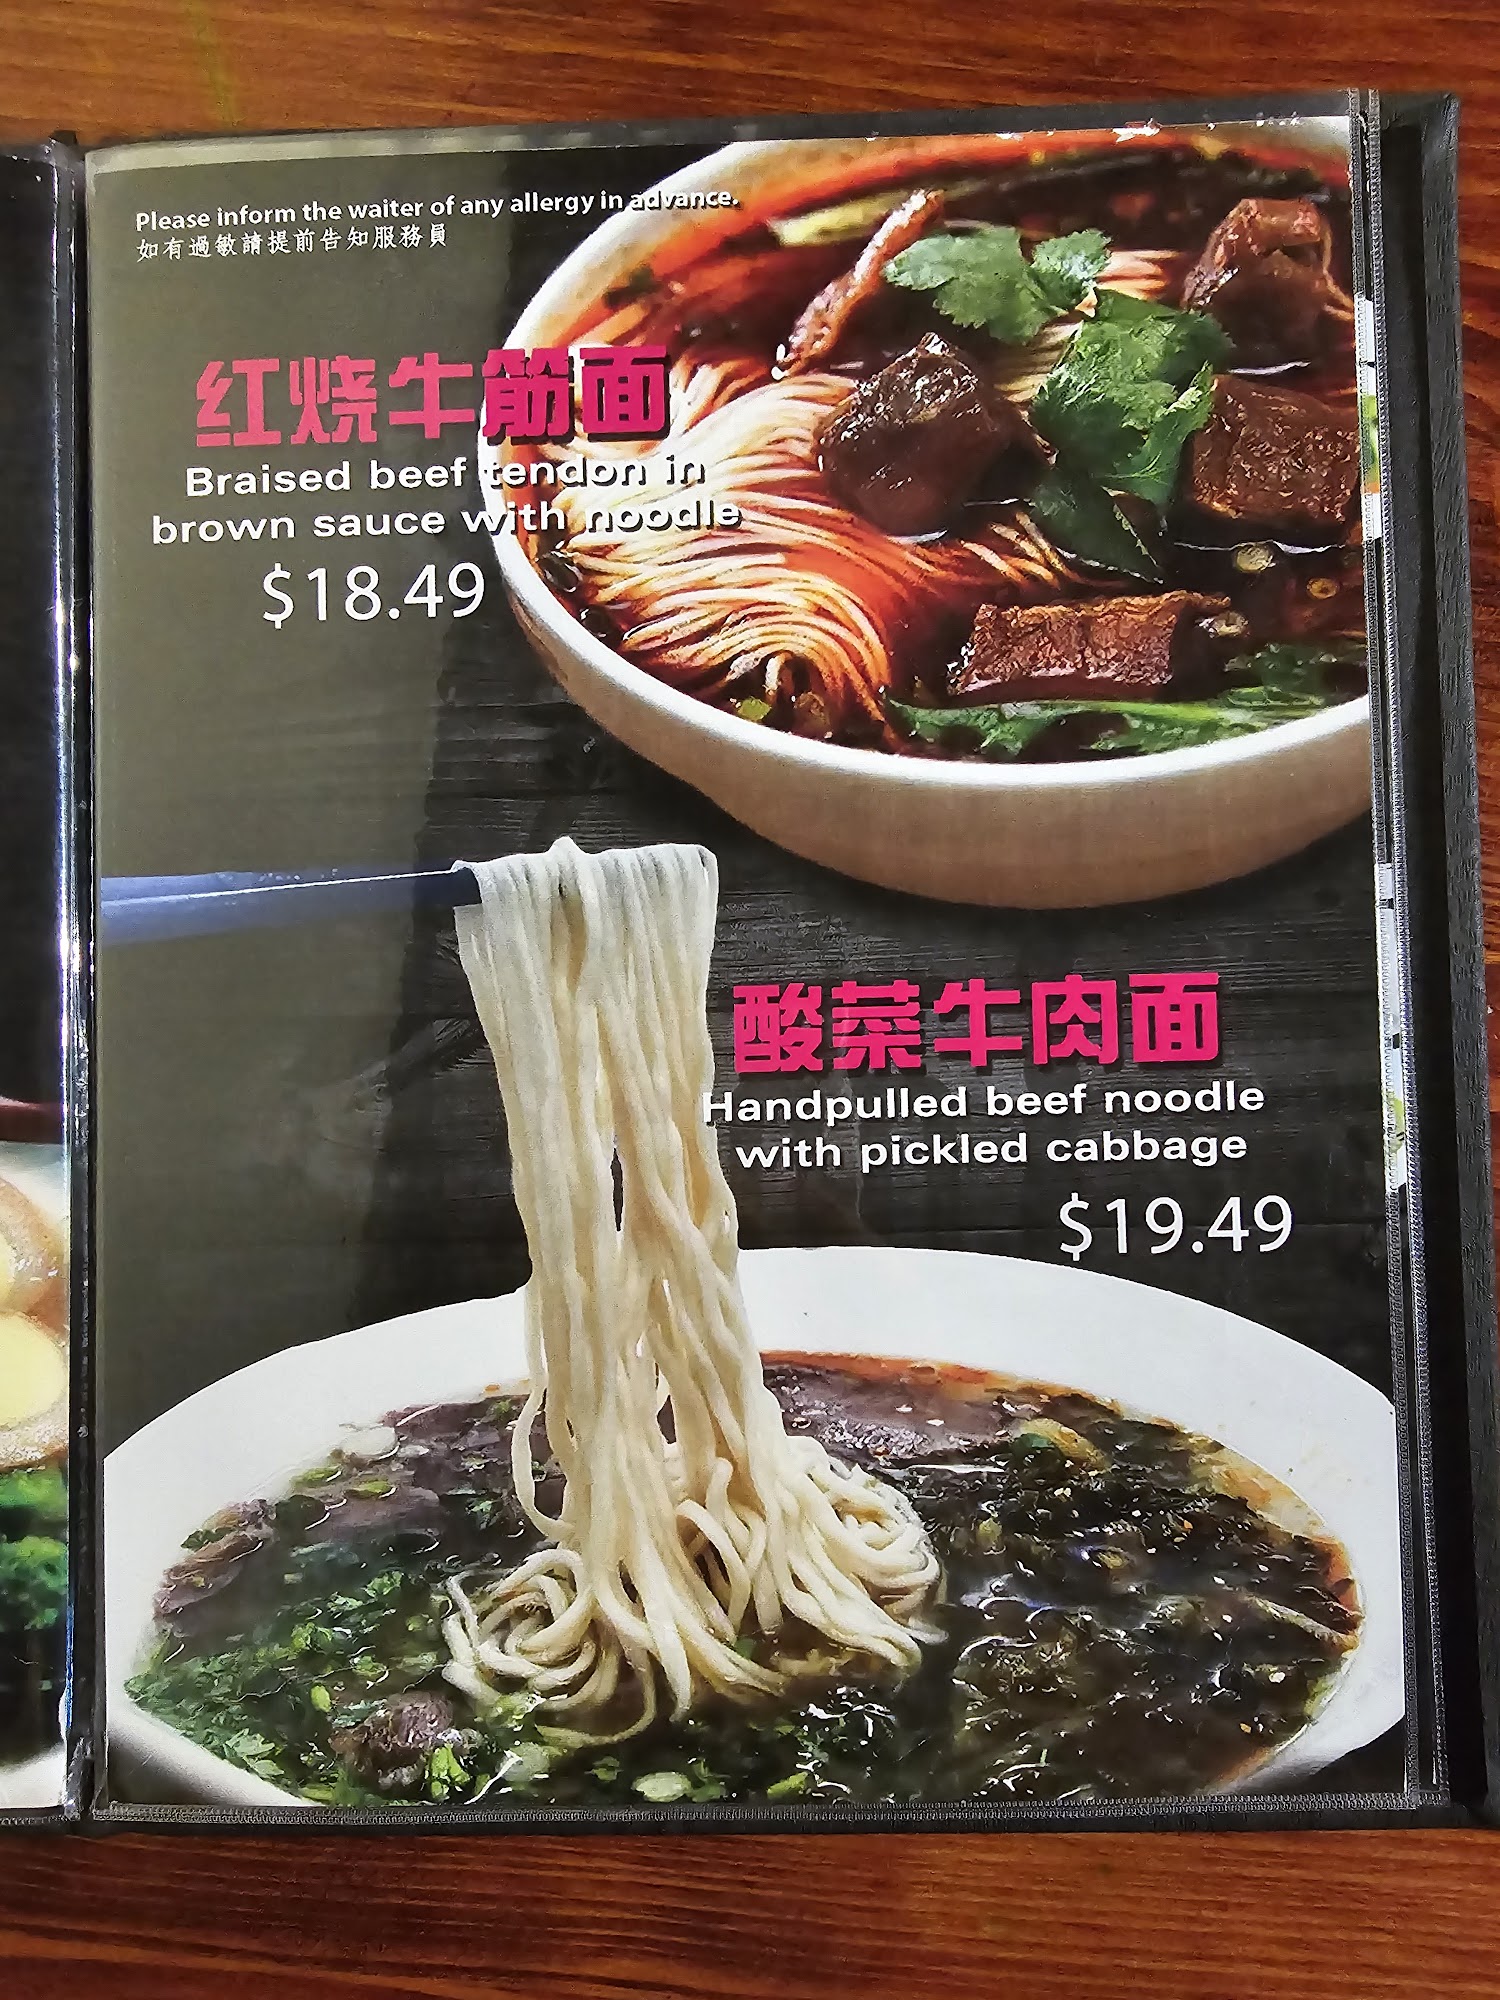 Please inform the waiter of any allergy in advance.
如有過敏請提前告知服務員
红烧牛筋面
Braised beef tendon in
brown sauce with noodle
$18.49
酸菜牛肉面
Handpulled beef noodle
with pickled cabbage
$19.49